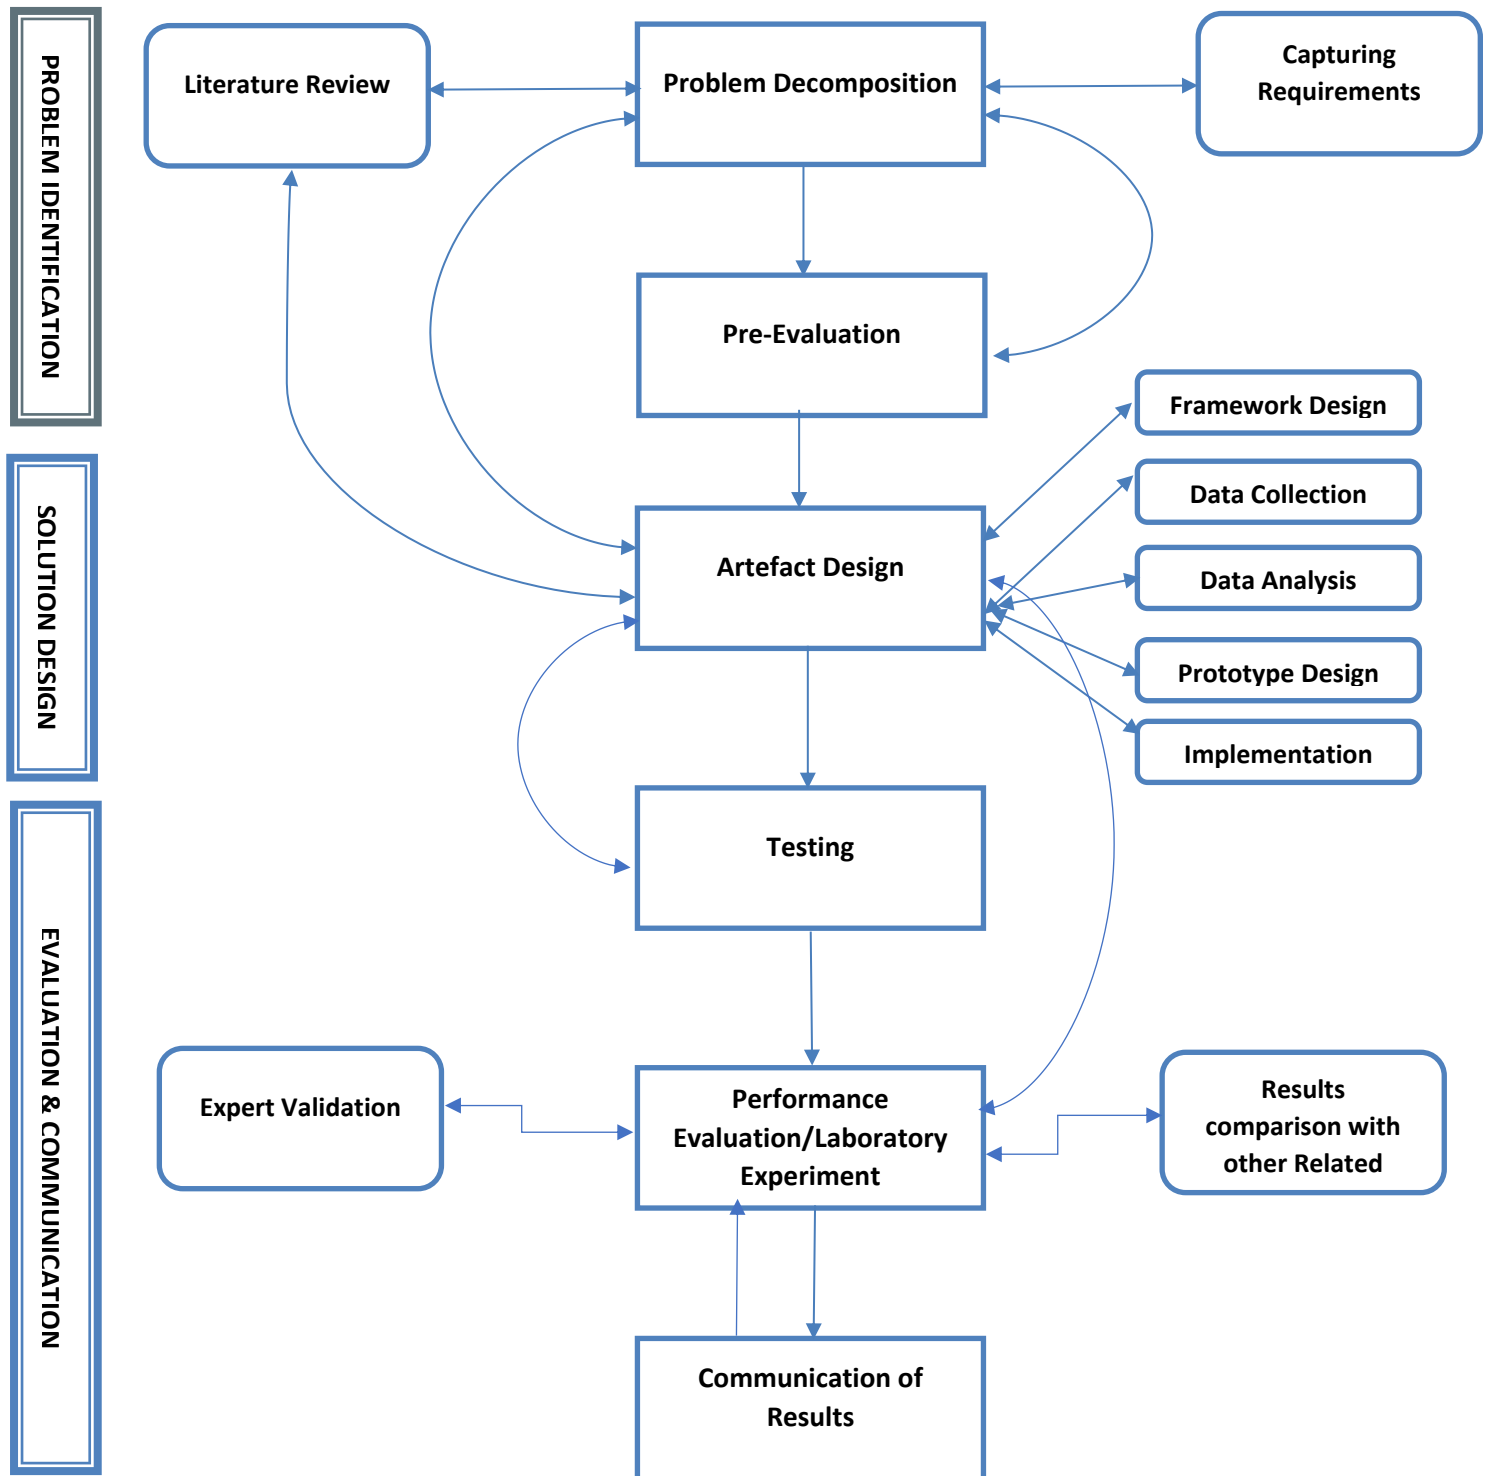 PROBLEM IDENTIFICATION
Literature Review
Problem Decomposition
Capturing
Requirements
Pre-Evaluation
SOLUTION DESIGN
Framework Design
Data Collection
Artefact Design
Data Analysis
Prototype Design
Implementation
EVALUATION & COMMUNICATION
Testing
Expert Validation
Performance
Evaluation/Laboratory
Experiment
Results
comparison with
other Related
Communication of
Results